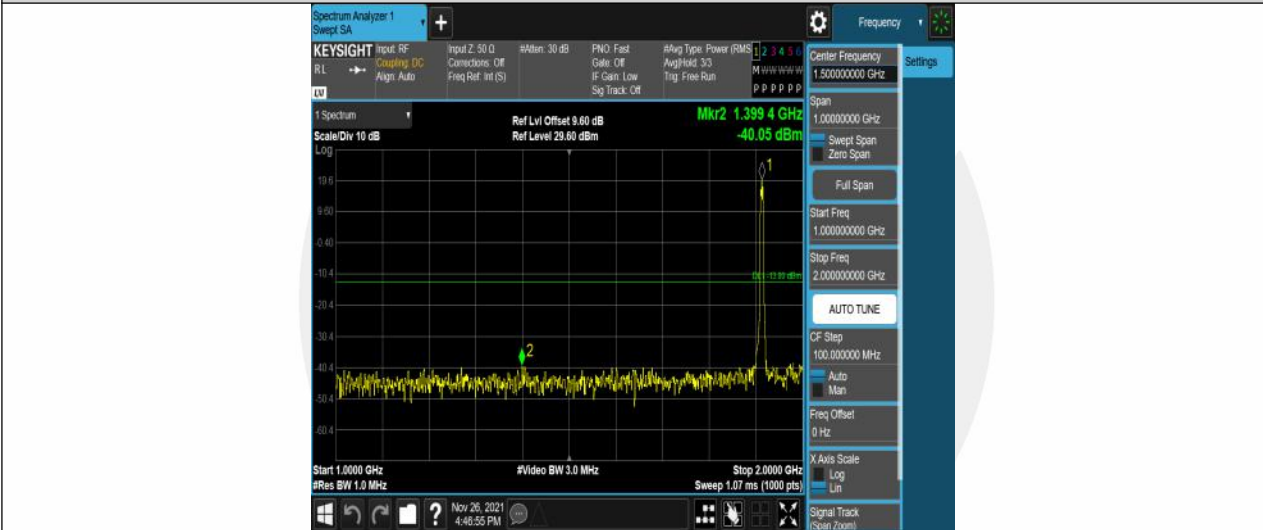 Spectrum Analyzer 1
Swept SA
+
Frequency
KEYSIGHT
RL
LV
Input: RF
Coupling: DC
Align: Auto
Input Z: 50 Ω
Corrections: Off
Freq Ref: Int (S)
#Atten: 30 dB
PNO: Fast
Gate: Off
IF Gain: Low
Sig Track: Off
#Avg Type: Power (RMS
Avg|Hold: 3/3
Trig: Free Run
1 2 3 4 5 6
M W W W W W
P P P P P P
1 Spectrum
Scale/Div 10 dB
Log
Ref Lvl Offset 9.60 dB
Ref Level 29.60 dBm
Mkr2 1.399 4 GHz
-40.05 dBm
1
19.6
9.60
-0.40
-10.4
DL1 -13.00 dBm
-20.4
-30.4
2
-40.4
-50.4
-60.4
Start 1.0000 GHz
#Res BW 1.0 MHz
#Video BW 3.0 MHz
Stop 2.0000 GHz
Sweep 1.07 ms (1000 pts)
?
Nov 26, 2021
4:46:55 PM
Center Frequency
1.500000000 GHz
Settings
Span
1.00000000 GHz
Swept Span
Zero Span
Full Span
Start Freq
1.000000000 GHz
Stop Freq
2.000000000 GHz
AUTO TUNE
CF Step
100.000000 MHz
Auto
Man
Freq Offset
0 Hz
X Axis Scale
Log
Lin
Signal Track
(Span Zoom)